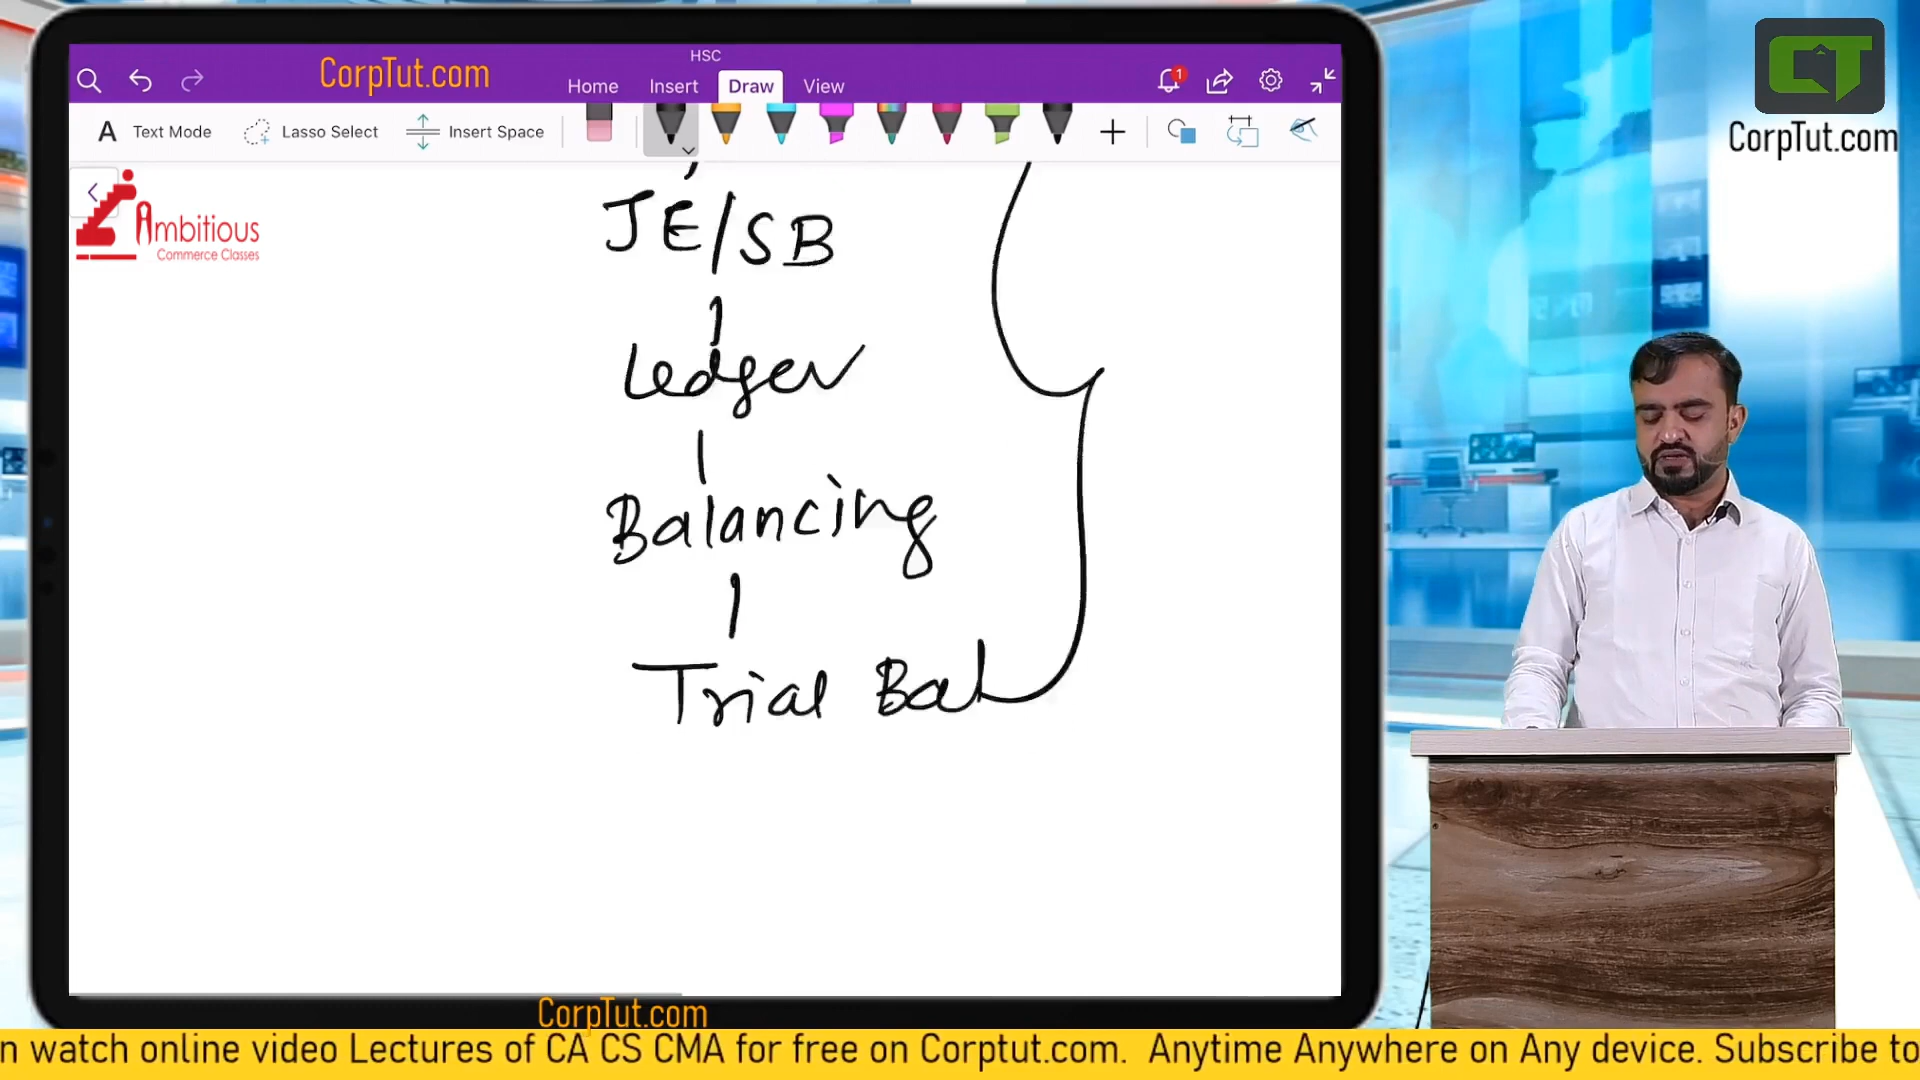 HSC
CorpTut.com
Home Insert Draw View
1
A Text Mode Lasso Select Insert Space
CT
CorpTut.com
Ambitious
Commerce Classes
JE/SB
Ledger
Balancing
Trial Bal
CorpTut.com
n watch online video Lectures of CA CS CMA for free on Corptut.com. Anytime Anywhere on Any device. Subscribe to